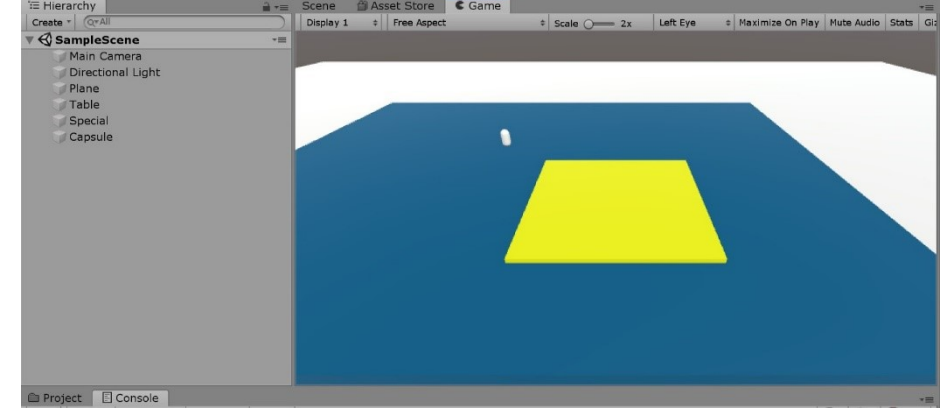 Hierarchy
Create
All
SampleScene
Main Camera
Directional Light
Plane
Table
Special
Capsule
Scene Asset Store Game
Display 1 Free Aspect Scale 2x Left Eye Maximize On Play Mute Audio Stats
Project Console